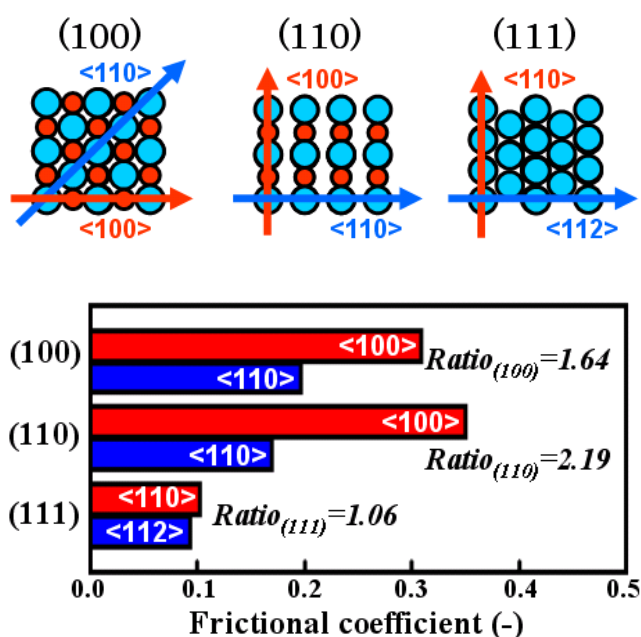 (100) (110) (111)
<110> <100> <110>
<100> <110> <112>
(100) <100> Ratio(100)=1.64
<110>
(110) <100>
<110> Ratio(110)=2.19
(111) <110> Ratio(111)=1.06
<112>
0.0 0.1 0.2 0.3 0.4 0.5
Frictional coefficient (-)